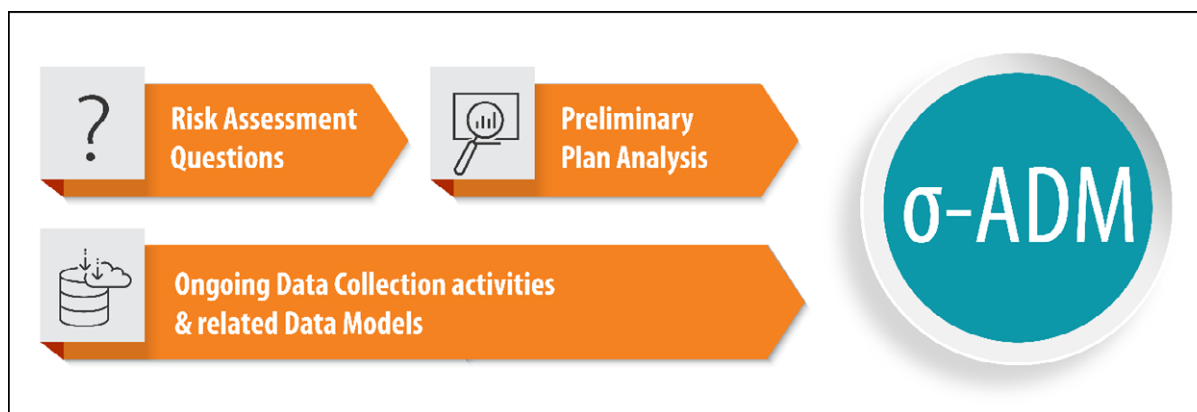 ?
Risk Assessment
Questions
Preliminary
Plan Analysis
Ongoing Data Collection activities
& related Data Models
σ-ADM